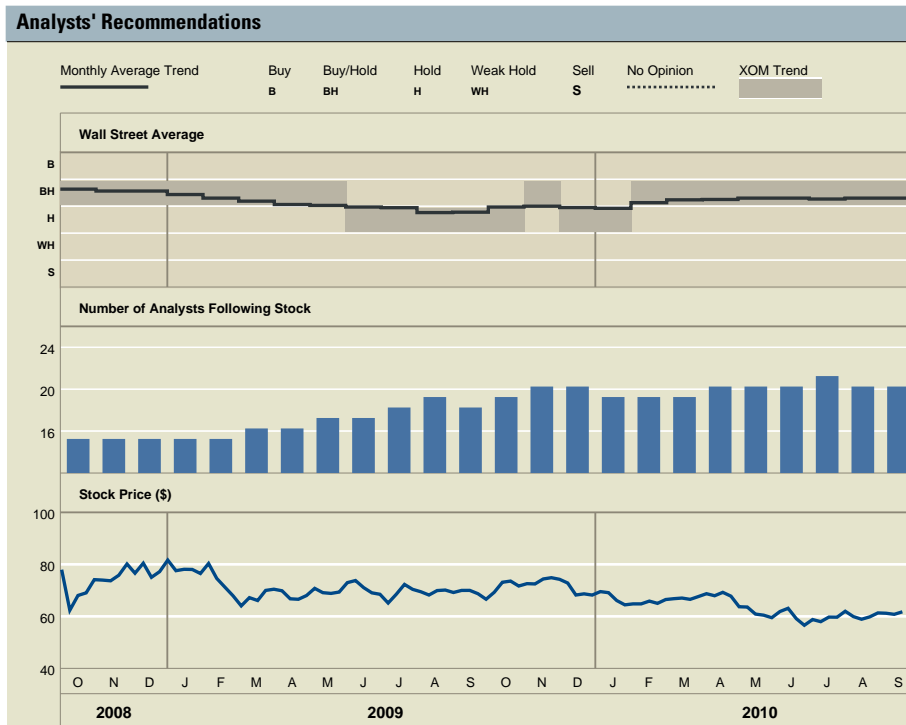 Analysts' Recommendations
Monthly Average Trend Buy Buy/Hold Hold Weak Hold Sell No Opinion XOM Trend
B BH H WH S
Wall Street Average
B
BH
H
WH
S
Number of Analysts Following Stock
24
20
16
Stock Price ($)
100
80
60
40
O N D J F M A M J J A S O N D J F M A M J J A S
2008 2009 2010